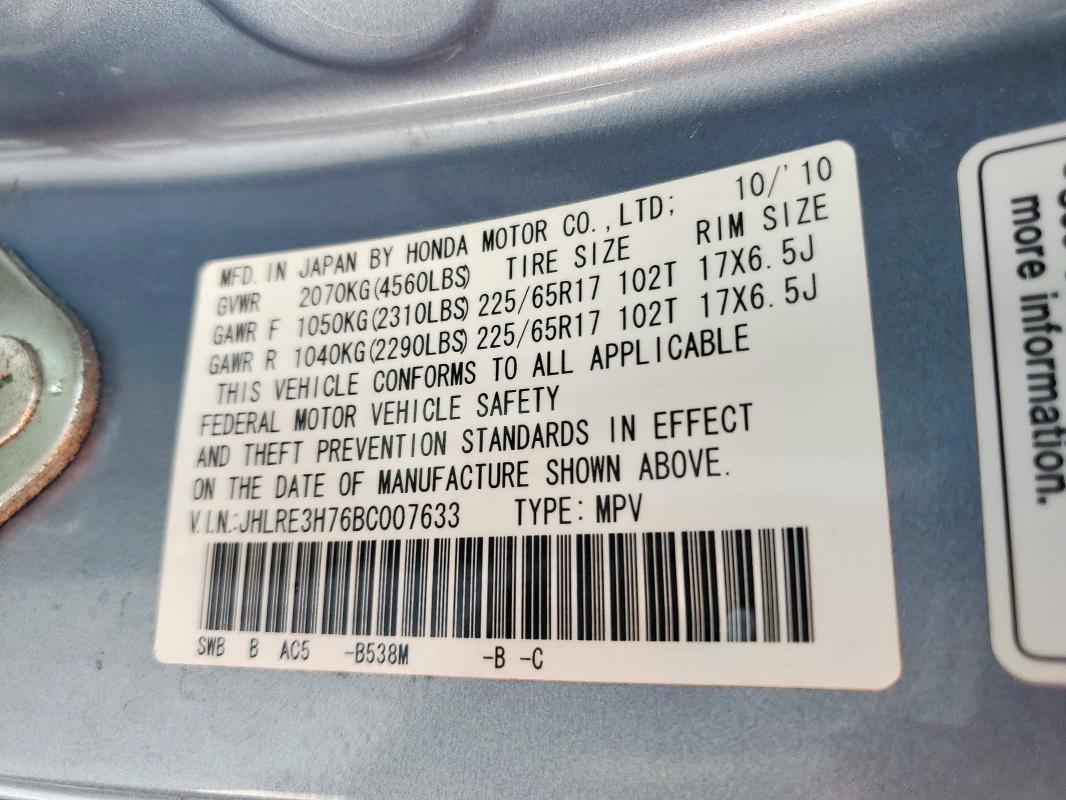 MFD. IN JAPAN BY HONDA MOTOR CO.,LTD; 10/'10
GVWR 2070KG(4560LBS) TIRE SIZE RIM SIZE
GAWR F 1050KG(2310LBS) 225/65R17 102T 17X6.5J
GAWR R 1040KG(2290LBS) 225/65R17 102T 17X6.5J
THIS VEHICLE CONFORMS TO ALL APPLICABLE
FEDERAL MOTOR VEHICLE SAFETY
AND THEFT PREVENTION STANDARDS IN EFFECT
ON THE DATE OF MANUFACTURE SHOWN ABOVE.
V.I.N.:JHLRE3H76BC007633 TYPE: MPV
SWB B AC5 -B538M -B -C
more information.